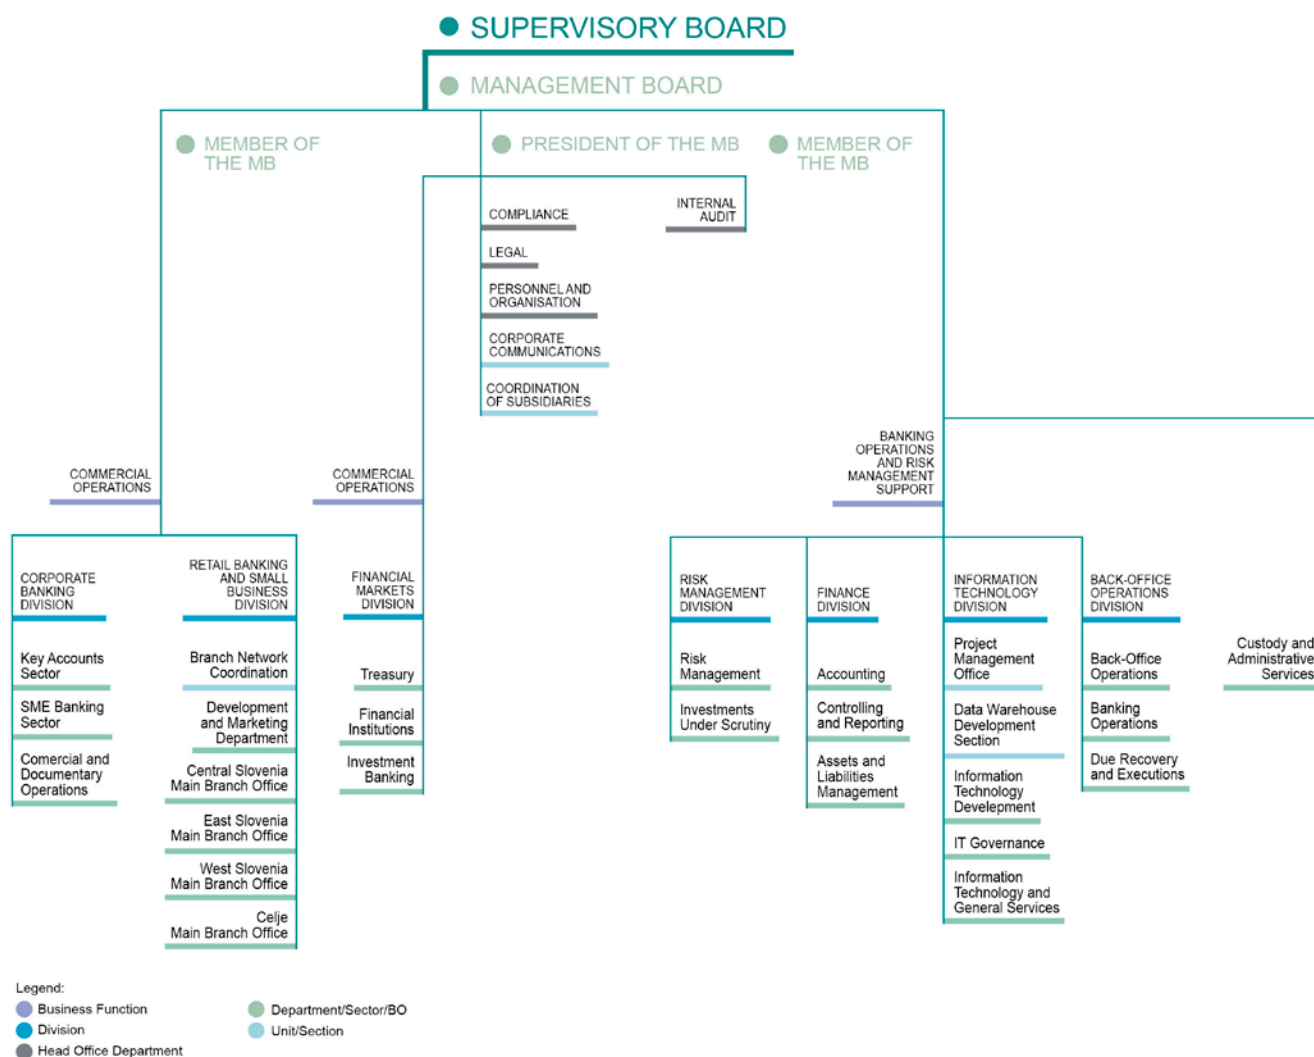 SUPERVISORY BOARD
MANAGEMENT BOARD
MEMBER OF
THE MB
PRESIDENT OF THE MB
MEMBER OF
THE MB
COMPLIANCE
INTERNAL
AUDIT
LEGAL
PERSONNEL AND
ORGANISATION
CORPORATE
COMMUNICATIONS
COORDINATION
OF SUBSIDIARIES
COMMERCIAL
OPERATIONS
COMMERCIAL
OPERATIONS
BANKING
OPERATIONS
AND RISK
MANAGEMENT
SUPPORT
CORPORATE
BANKING
DIVISION
Key Accounts
Sector
SME Banking
Sector
Comercial and
Documentary
Operations
RETAIL BANKING
AND SMALL
BUSINESS
DIVISION
Branch Network
Coordination
Development
and Marketing
Department
Central Slovenia
Main Branch Office
East Slovenia
Main Branch Office
West Slovenia
Main Branch Office
Celje
Main Branch Office
FINANCIAL
MARKETS
DIVISION
Treasury
Financial
Institutions
Investment
Banking
RISK
MANAGEMENT
DIVISION
Risk
Management
Investments
Under Scrutiny
FINANCE
DIVISION
Accounting
Controlling
and Reporting
Assets and
Liabilities
Management
INFORMATION
TECHNOLOGY
DIVISION
Project
Management
Office
Data Warehouse
Development
Section
Information
Technology
Develepment
IT Governance
Information
Technology and
General Services
BACK-OFFICE
OPERATIONS
DIVISION
Back-Office
Operations
Banking
Operations
Due Recovery
and Executions
Custody and
Administrative
Services
Legend:
Business Function
Division
Head Office Department
Department/Sector/BO
Unit/Section